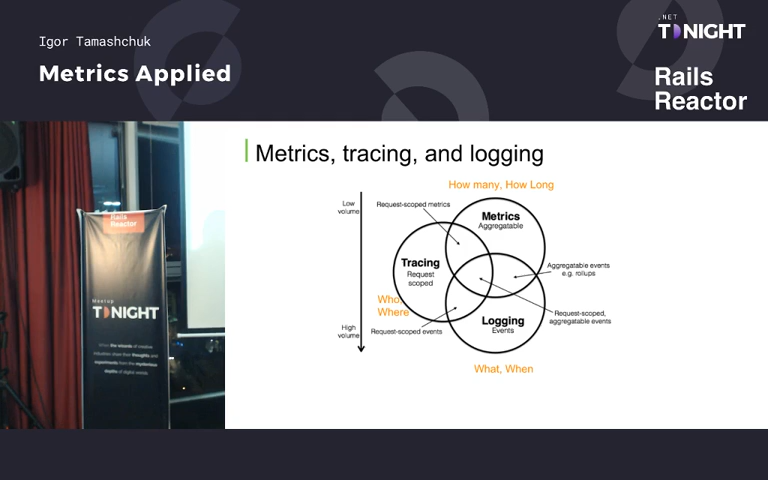 Igor Tamashchuk
Metrics Applied
.NET
TONIGHT
Rails
Reactor
Metrics, tracing, and logging
How many, How Long
Low
volume
Request-scoped metrics
Metrics
Aggregatable
Tracing
Request
scoped
Aggregatable events
e.g. rollups
Who,
Where
Request-scoped,
aggregatable events
High
volume
Request-scoped events
Logging
Events
What, When
Rails
Reactor
Meetup
TONIGHT